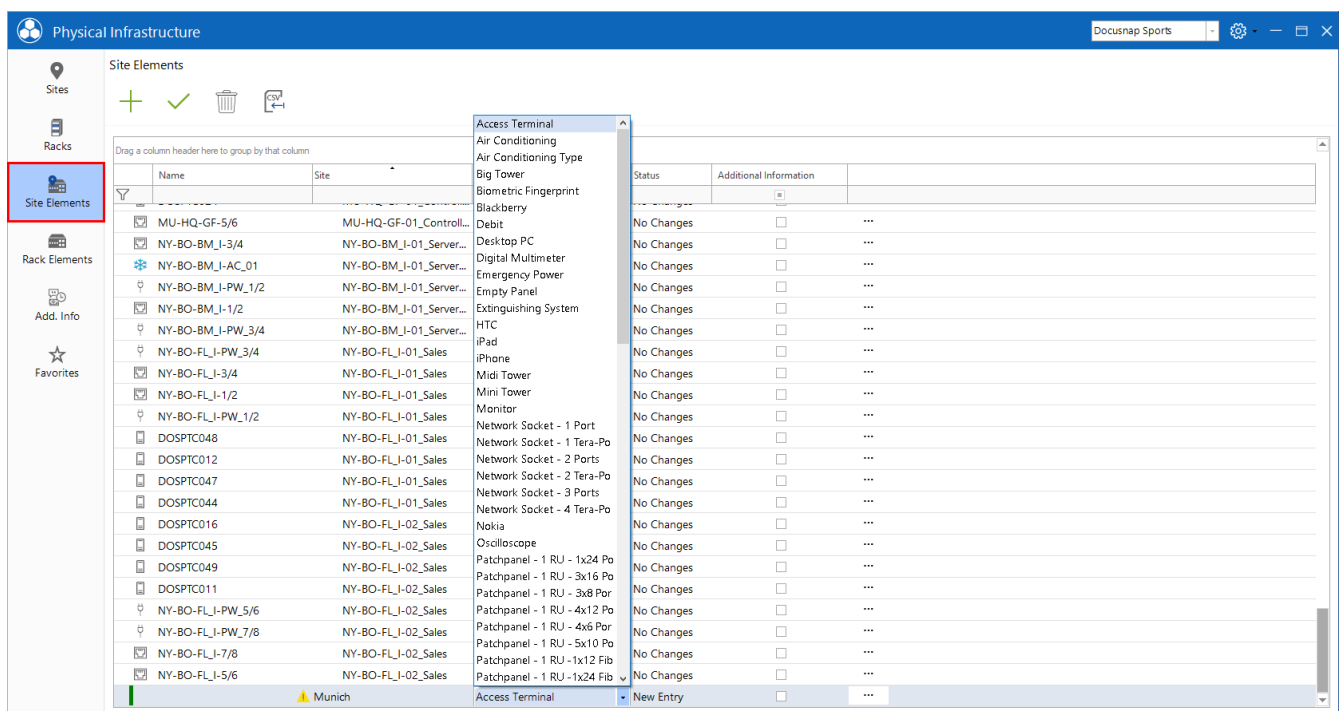 Physical Infrastructure
Docusnap Sports
Sites
Racks
Site Elements
Rack Elements
Add. Info
Favorites
Site Elements
CSV
Drag a column header here to group by that column
Name Site Status Additional Information
MU-HQ-GF-5/6 MU-HQ-GF-01_Controll... No Changes ...
NY-BO-BM_I-3/4 NY-BO-BM_I-01_Server... No Changes ...
NY-BO-BM_I-AC_01 NY-BO-BM_I-01_Server... No Changes ...
NY-BO-BM_I-PW_1/2 NY-BO-BM_I-01_Server... No Changes ...
NY-BO-BM_I-1/2 NY-BO-BM_I-01_Server... No Changes ...
NY-BO-BM_I-PW_3/4 NY-BO-BM_I-01_Server... No Changes ...
NY-BO-FL_I-PW_3/4 NY-BO-FL_I-01_Sales No Changes ...
NY-BO-FL_I-3/4 NY-BO-FL_I-01_Sales No Changes ...
NY-BO-FL_I-1/2 NY-BO-FL_I-01_Sales No Changes ...
NY-BO-FL_I-PW_1/2 NY-BO-FL_I-01_Sales No Changes ...
DOSPTC048 NY-BO-FL_I-01_Sales No Changes ...
DOSPTC012 NY-BO-FL_I-01_Sales No Changes ...
DOSPTC047 NY-BO-FL_I-01_Sales No Changes ...
DOSPTC044 NY-BO-FL_I-01_Sales No Changes ...
DOSPTC016 NY-BO-FL_I-02_Sales No Changes ...
DOSPTC045 NY-BO-FL_I-02_Sales No Changes ...
DOSPTC049 NY-BO-FL_I-02_Sales No Changes ...
DOSPTC011 NY-BO-FL_I-02_Sales No Changes ...
NY-BO-FL_I-PW_5/6 NY-BO-FL_I-02_Sales No Changes ...
NY-BO-FL_I-PW_7/8 NY-BO-FL_I-02_Sales No Changes ...
NY-BO-FL_I-7/8 NY-BO-FL_I-02_Sales No Changes ...
NY-BO-FL_I-5/6 NY-BO-FL_I-02_Sales No Changes ...
Munich Access Terminal New Entry ...
Access Terminal
Air Conditioning
Air Conditioning Type
Big Tower
Biometric Fingerprint
Blackberry
Debit
Desktop PC
Digital Multimeter
Emergency Power
Empty Panel
Extinguishing System
HTC
iPad
iPhone
Midi Tower
Mini Tower
Monitor
Network Socket - 1 Port
Network Socket - 1 Tera-Po
Network Socket - 2 Ports
Network Socket - 2 Tera-Po
Network Socket - 3 Ports
Network Socket - 4 Tera-Po
Nokia
Oscilloscope
Patchpanel - 1 RU - 1x24 Po
Patchpanel - 1 RU - 3x16 Po
Patchpanel - 1 RU - 3x8 Por
Patchpanel - 1 RU - 4x12 Po
Patchpanel - 1 RU - 4x6 Por
Patchpanel - 1 RU - 5x10 Po
Patchpanel - 1 RU -1x12 Fib
Patchpanel - 1 RU -1x24 Fib